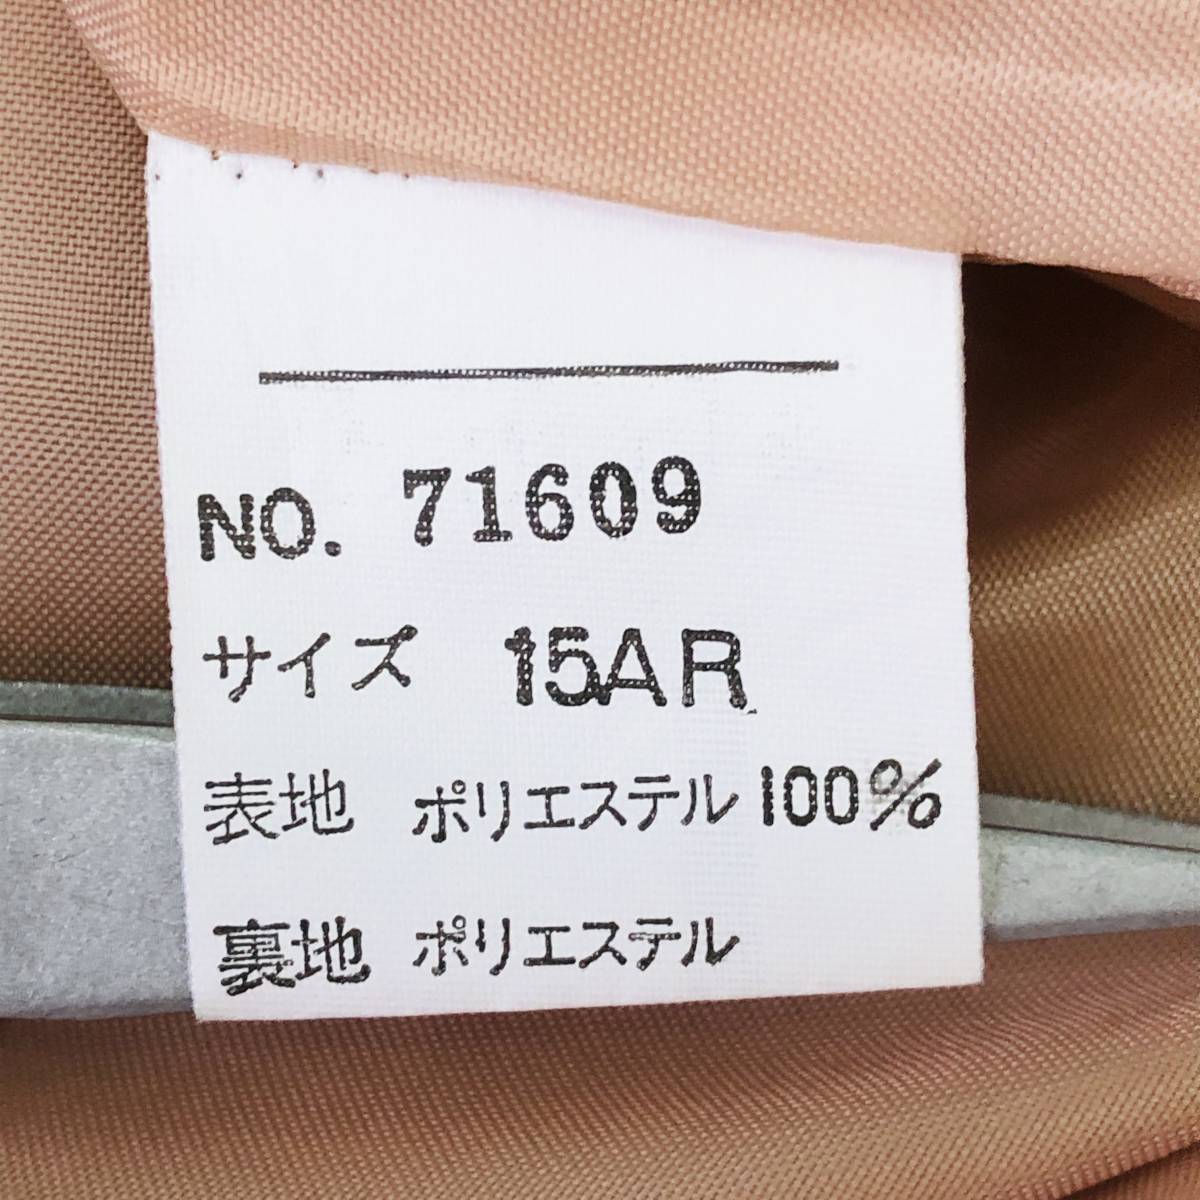 NO. 71609
サイズ 15AR
表地 ポリエステル 100%
裏地 ポリエステル